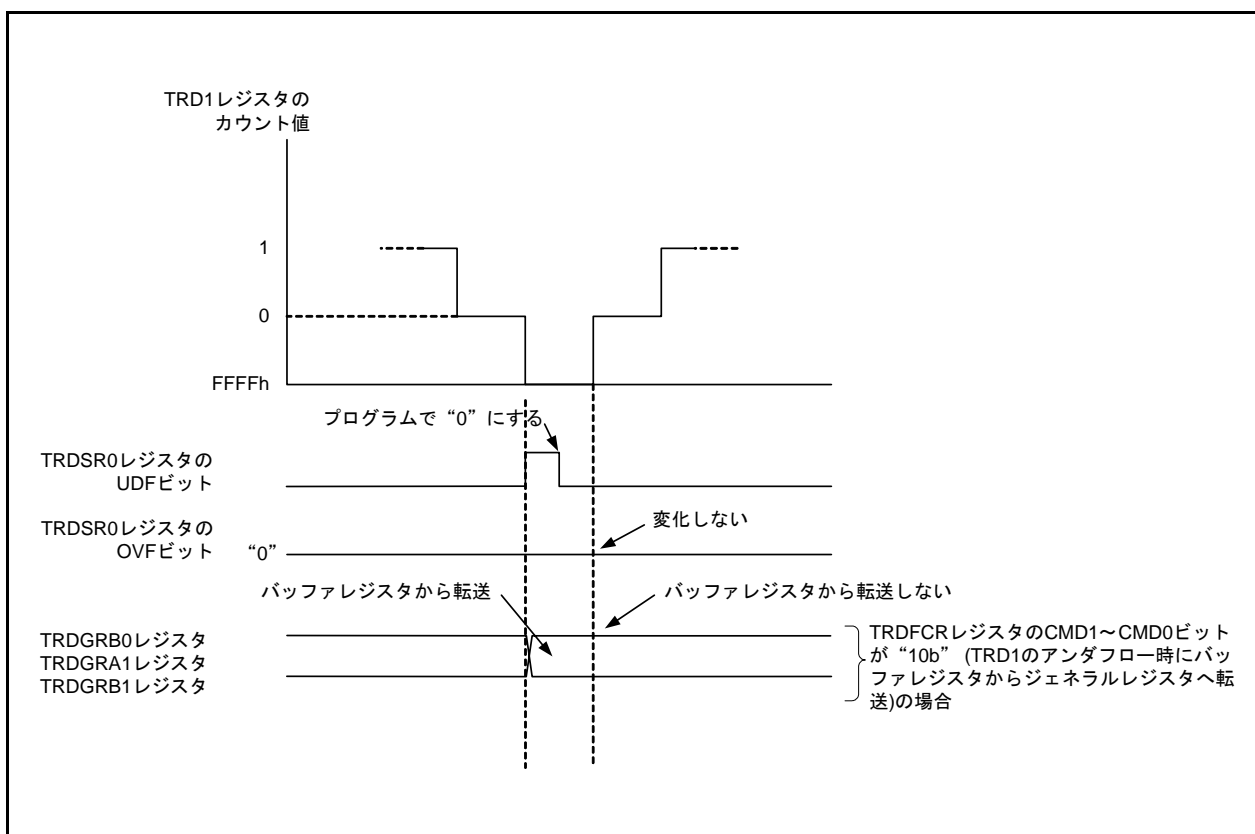 TRD1レジスタの
カウント値
1
0
FFFFh
プログラムで“0”にする
TRDSR0レジスタの
UDFビット
変化しない
TRDSR0レジスタの
OVFビット “0”
バッファレジスタから転送
バッファレジスタから転送しない
TRDGRB0レジスタ
TRDGRA1レジスタ
TRDGRB1レジスタ
TRDFCRレジスタのCMD1～CMD0ビット
が“10b” (TRD1のアンダフロー時にバッ
ファレジスタからジェネラルレジスタへ転
送)の場合